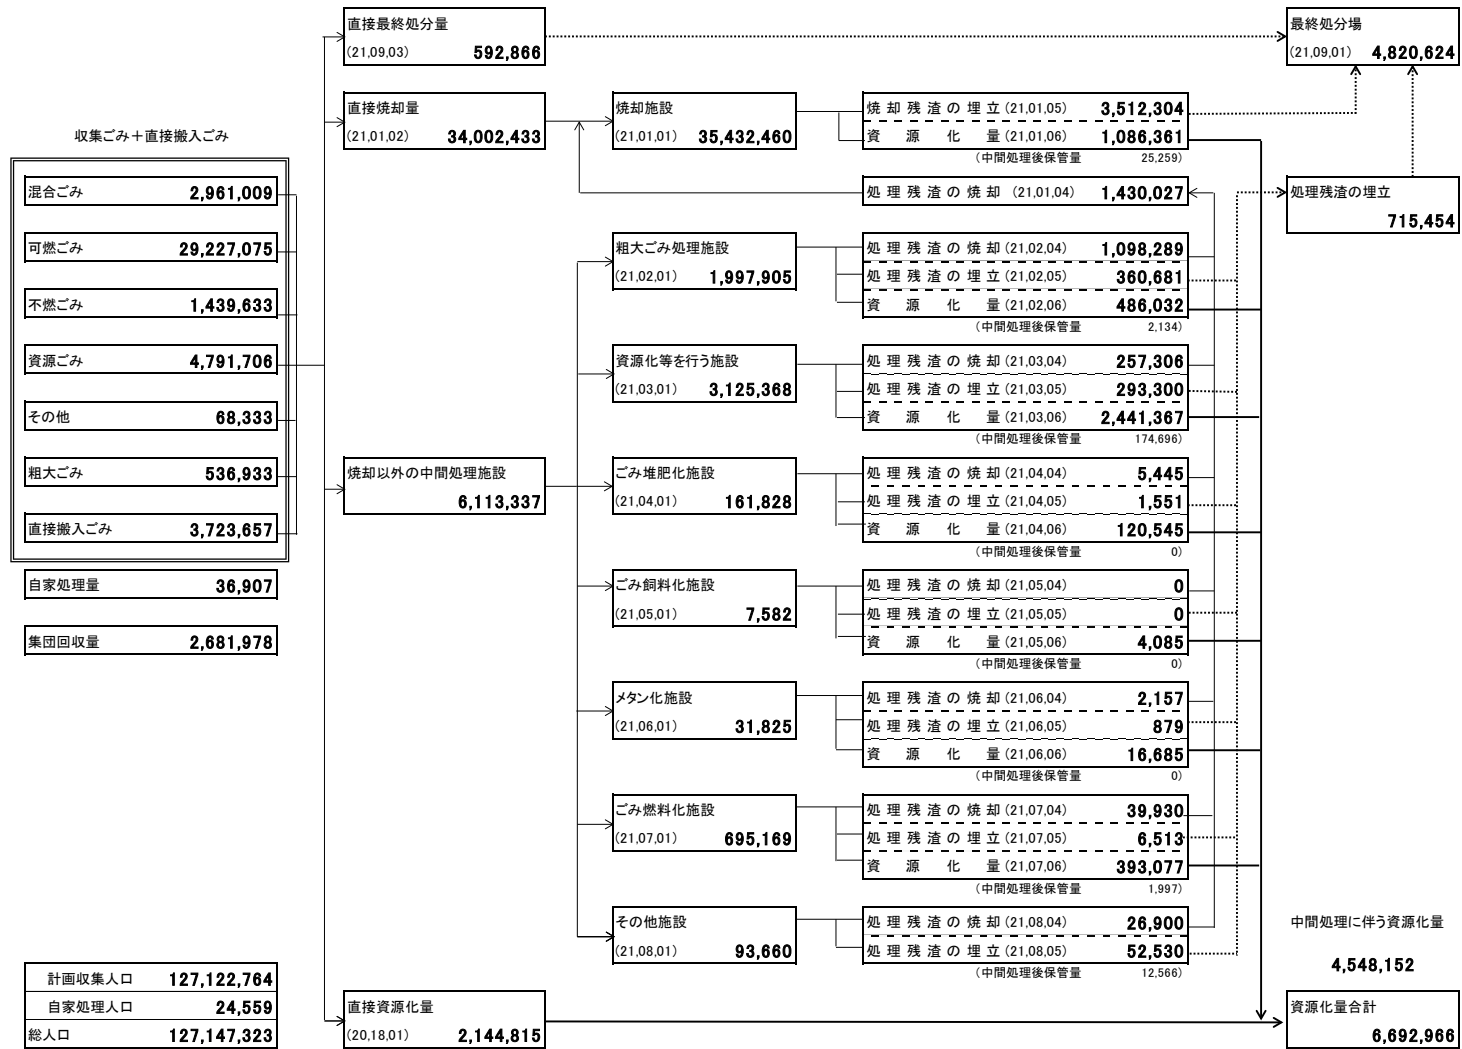 直接最終処分量
(21,09,03) 592,866
最終処分場
(21,09,01) 4,820,624
直接焼却量
(21,01,02) 34,002,433
焼却施設
(21,01,01) 35,432,460
焼却残渣の埋立 (21,01,05) 3,512,304
資源化量 (21,01,06) 1,086,361
(中間処理後保管量 25,259)
収集ごみ＋直接搬入ごみ
混合ごみ 2,961,009
可燃ごみ 29,227,075
不燃ごみ 1,439,633
資源ごみ 4,791,706
その他 68,333
粗大ごみ 536,933
直接搬入ごみ 3,723,657
自家処理量 36,907
集団回収量 2,681,978
処理残渣の焼却 (21,01,04) 1,430,027
処理残渣の埋立
715,454
粗大ごみ処理施設
(21,02,01) 1,997,905
処理残渣の焼却 (21,02,04) 1,098,289
処理残渣の埋立 (21,02,05) 360,681
資源化量 (21,02,06) 486,032
(中間処理後保管量 2,134)
資源化等を行う施設
(21,03,01) 3,125,368
処理残渣の焼却 (21,03,04) 257,306
処理残渣の埋立 (21,03,05) 293,300
資源化量 (21,03,06) 2,441,367
(中間処理後保管量 174,696)
焼却以外の中間処理施設
6,113,337
ごみ堆肥化施設
(21,04,01) 161,828
処理残渣の焼却 (21,04,04) 5,445
処理残渣の埋立 (21,04,05) 1,551
資源化量 (21,04,06) 120,545
(中間処理後保管量 0)
ごみ飼料化施設
(21,05,01) 7,582
処理残渣の焼却 (21,05,04) 0
処理残渣の埋立 (21,05,05) 0
資源化量 (21,05,06) 4,085
(中間処理後保管量 0)
メタン化施設
(21,06,01) 31,825
処理残渣の焼却 (21,06,04) 2,157
処理残渣の埋立 (21,06,05) 879
資源化量 (21,06,06) 16,685
(中間処理後保管量 0)
ごみ燃料化施設
(21,07,01) 695,169
処理残渣の焼却 (21,07,04) 39,930
処理残渣の埋立 (21,07,05) 6,513
資源化量 (21,07,06) 393,077
(中間処理後保管量 1,997)
その他施設
(21,08,01) 93,660
処理残渣の焼却 (21,08,04) 26,900
処理残渣の埋立 (21,08,05) 52,530
(中間処理後保管量 12,566)
中間処理に伴う資源化量
4,548,152
計画収集人口 127,122,764
自家処理人口 24,559
総人口 127,147,323
直接資源化量
(20,18,01) 2,144,815
資源化量合計
6,692,966